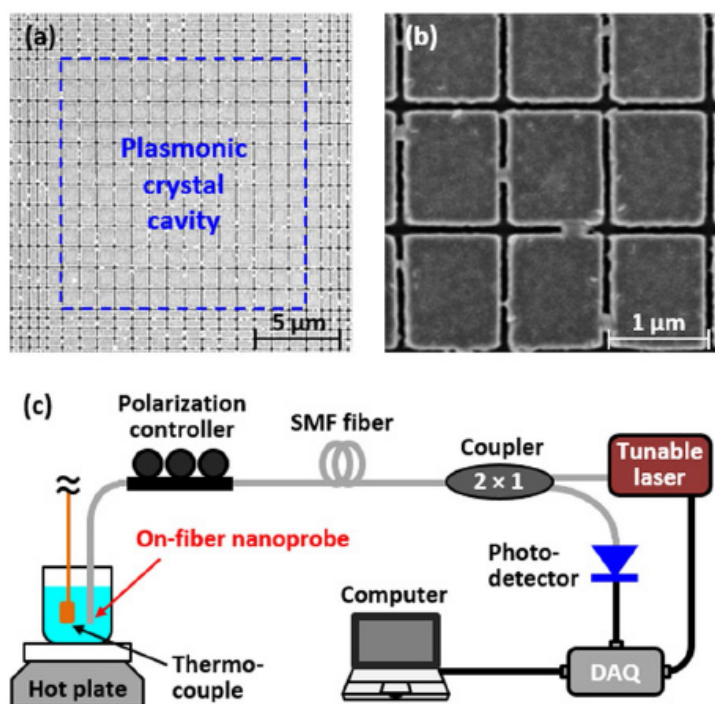 (a)
Plasmonic
crystal
cavity
5 μm
(b)
1 μm
(c)
Polarization
controller
SMF fiber
Coupler
2 × 1
Tunable
laser
On-fiber nanoprobe
Photo-
detector
Computer
Thermo-
couple
Hot plate
DAQ